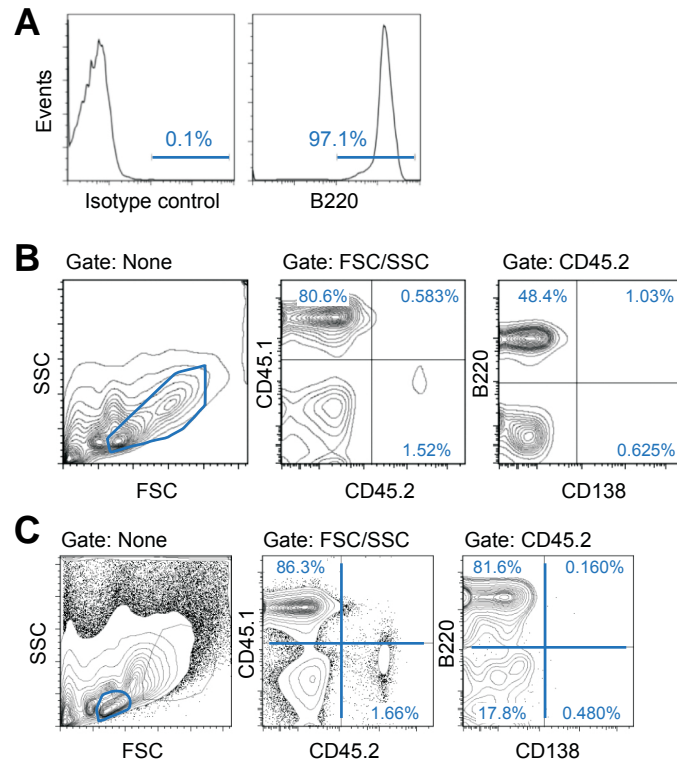 A
Events
0.1%
97.1%
Isotype control
B220
B
Gate: None
Gate: FSC/SSC
Gate: CD45.2
SSC
FSC
CD45.1
80.6%
0.583%
1.52%
CD45.2
B220
48.4%
1.03%
0.625%
CD138
C
Gate: None
Gate: FSC/SSC
Gate: CD45.2
SSC
FSC
CD45.1
86.3%
1.66%
CD45.2
B220
81.6%
0.160%
17.8%
0.480%
CD138